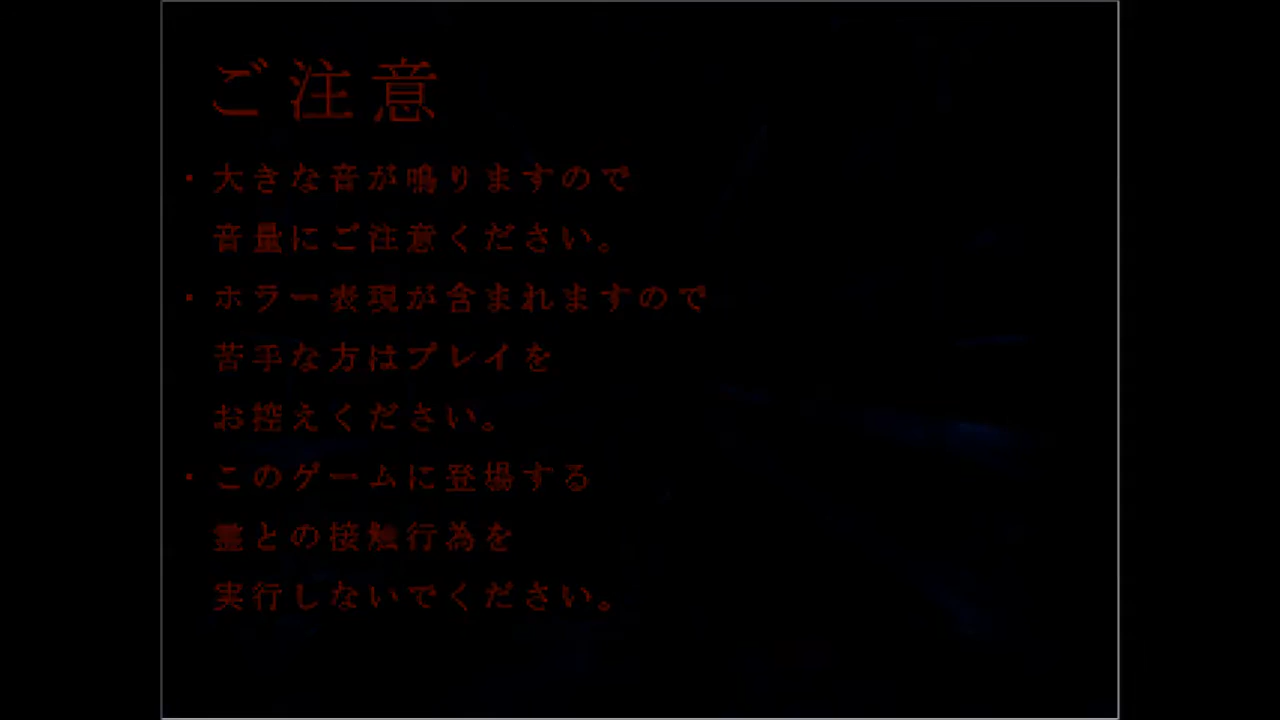 ご注意
・大きな音が鳴りますので
音量にご注意ください。
・ホラー表現が含まれますので
苦手な方はプレイを
お控えください。
・このゲームに登場する
霊との接触行為を
実行しないでください。